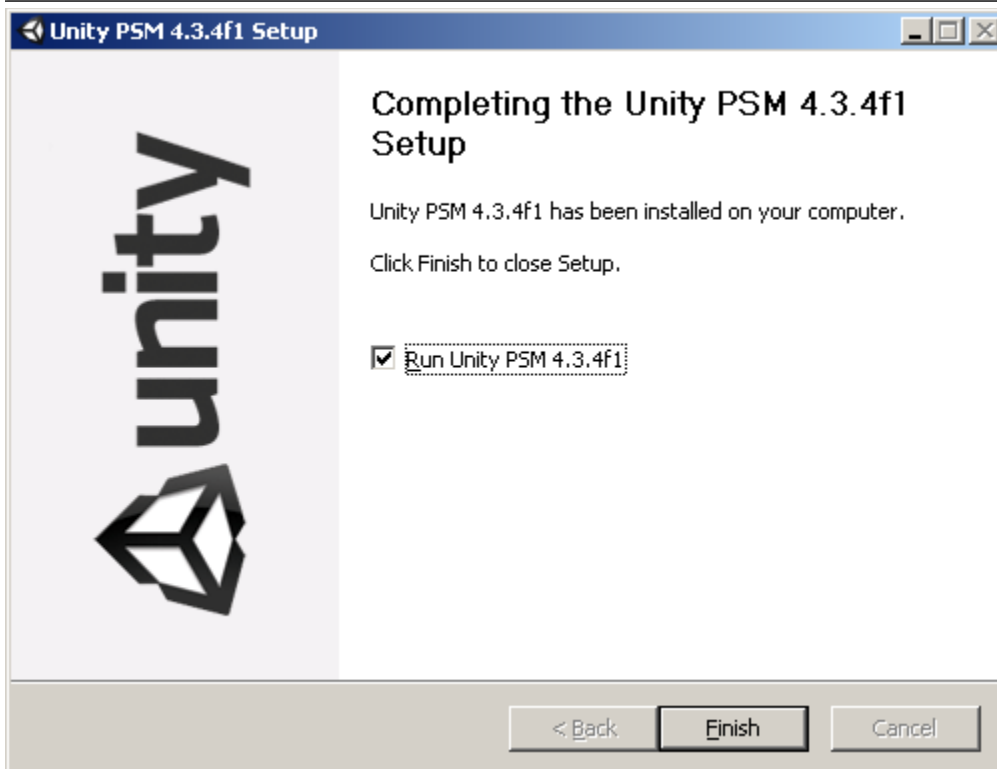 Unity PSM 4.3.4f1 Setup
unity
Completing the Unity PSM 4.3.4f1
Setup
Unity PSM 4.3.4f1 has been installed on your computer.
Click Finish to close Setup.
Run Unity PSM 4.3.4f1
< Back
Finish
Cancel